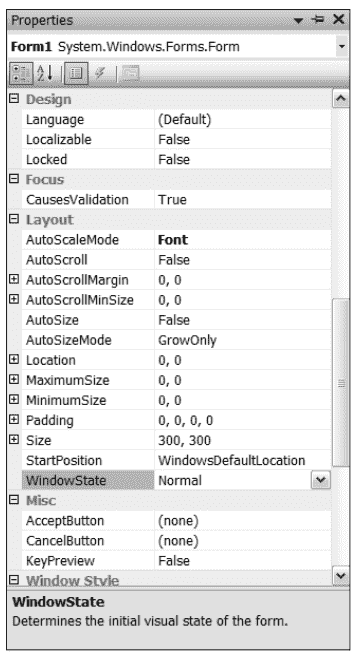 Properties
Form1 System.Windows.Forms.Form
Design
Language (Default)
Localizable False
Locked False
Focus
CausesValidation True
Layout
AutoScaleMode Font
AutoScroll False
AutoScrollMargin 0, 0
AutoScrollMinSize 0, 0
AutoSize False
AutoSizeMode GrowOnly
Location 0, 0
MaximumSize 0, 0
MinimumSize 0, 0
Padding 0, 0, 0, 0
Size 300, 300
StartPosition WindowsDefaultLocation
WindowState Normal
Misc
AcceptButton (none)
CancelButton (none)
KeyPreview False
Window Style
WindowState
Determines the initial visual state of the form.